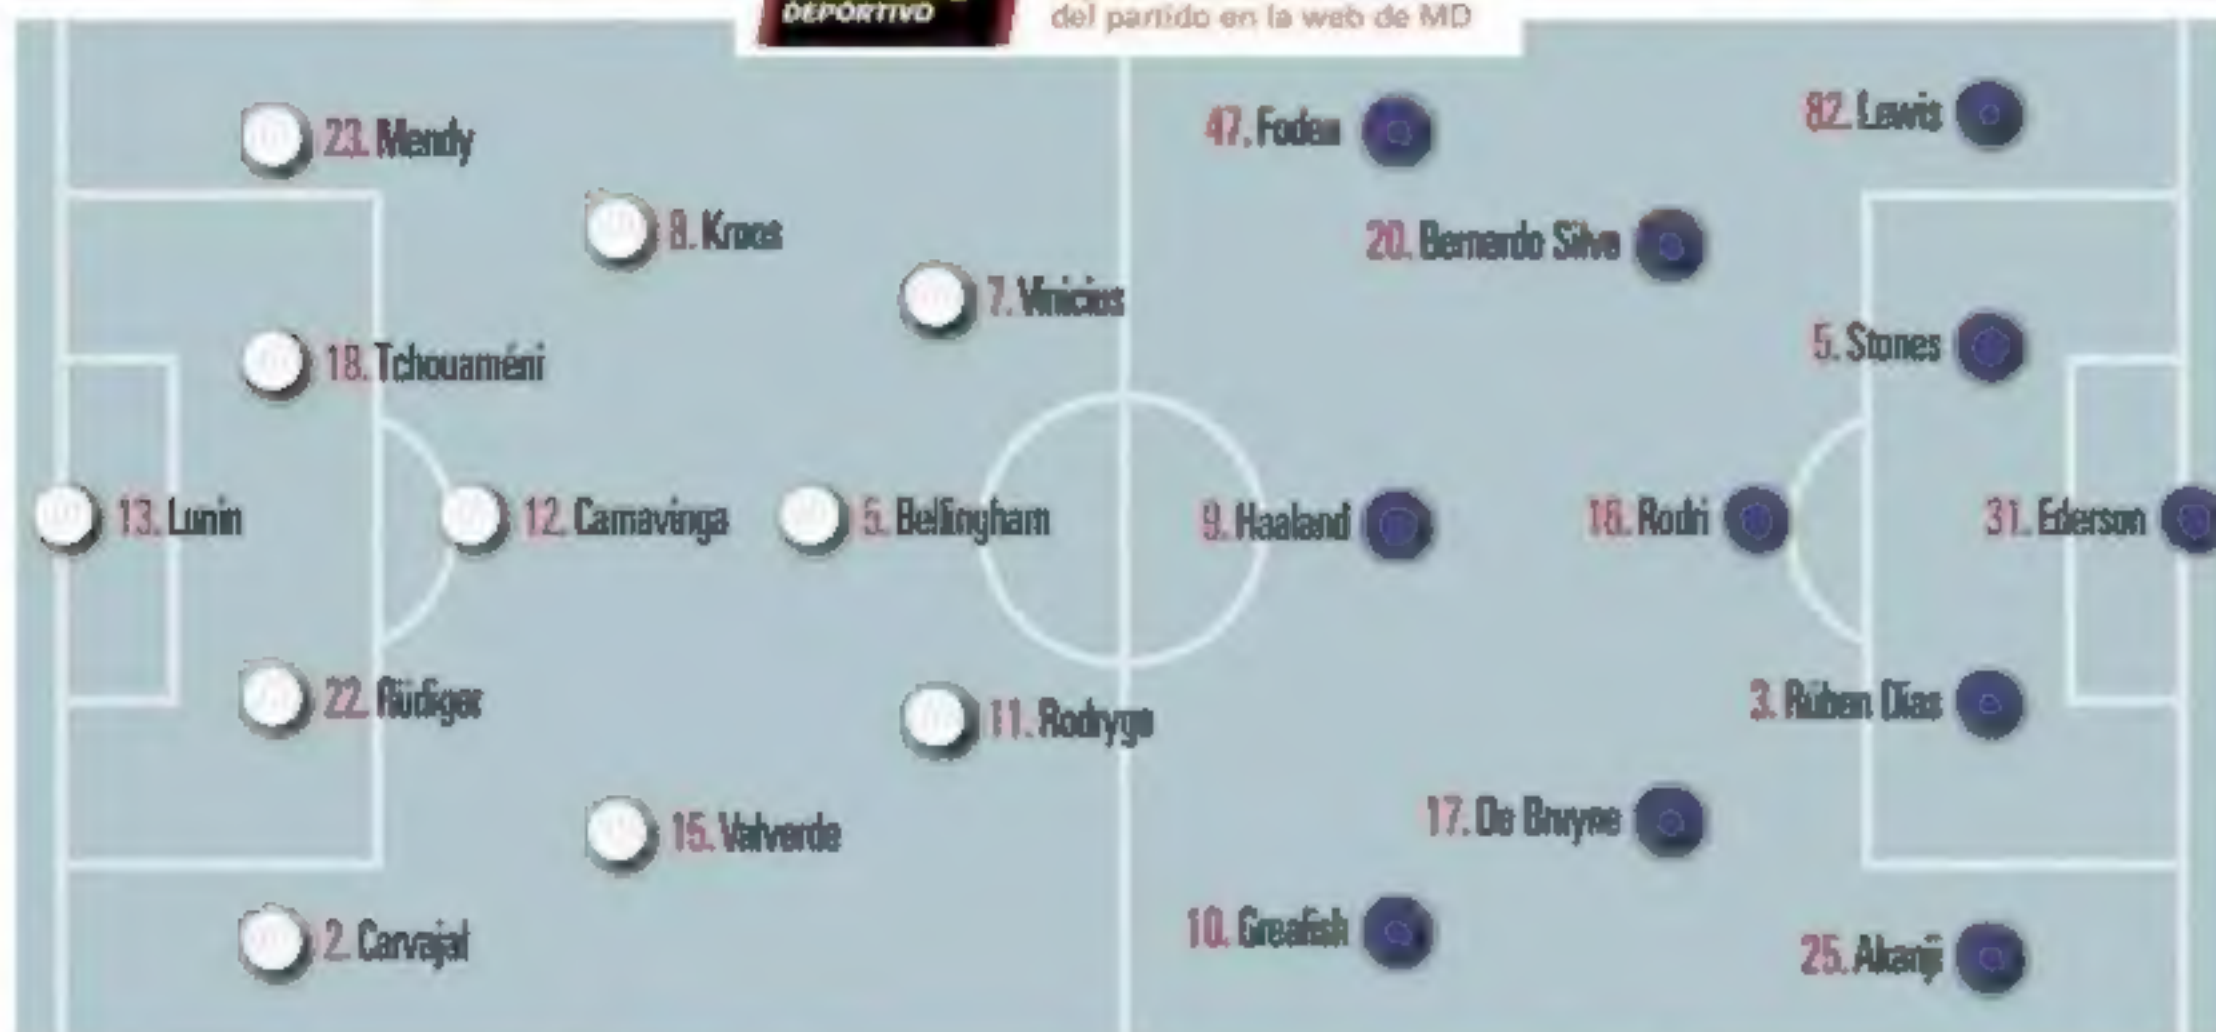 DEPORTIVO
del partido en la web de MD
23. Mendy
8. Kroos
7. Vinicius
18. Tchouaméni
13. Lunin
12. Camavinga
5. Bellingham
22. Rüdiger
11. Rodrygo
15. Valverde
2. Carvajal
47. Foden
82. Lewis
20. Bernardo Silva
5. Stones
9. Haaland
16. Rodri
31. Ederson
3. Rúben Dias
17. De Bruyne
10. Grealish
25. Akanji